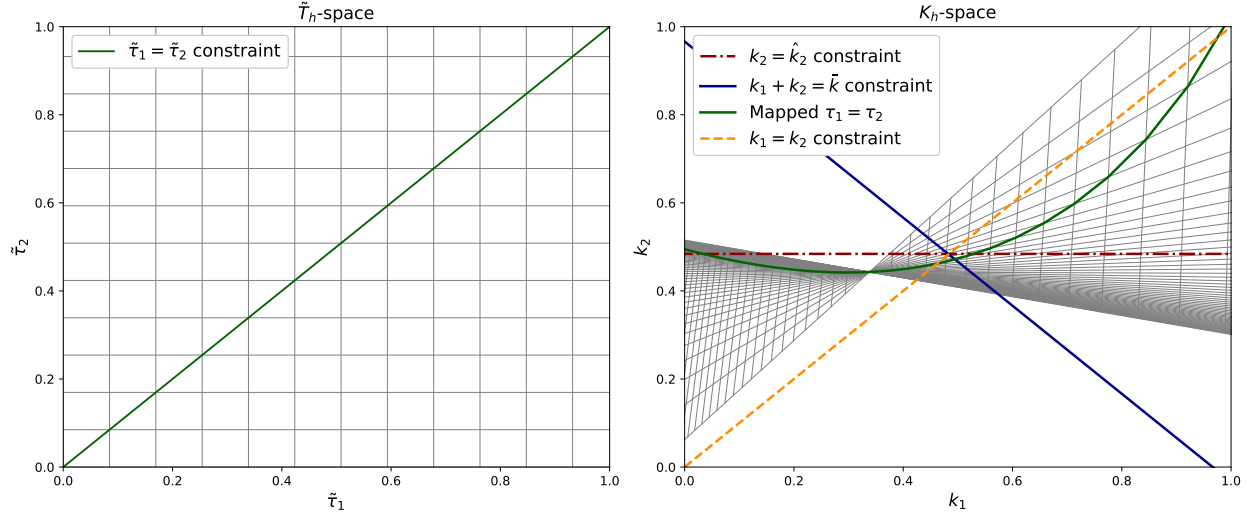 T̃ₕ-space
τ̃₁ = τ̃₂ constraint
1.0
0.8
0.6
0.4
0.2
0.0
τ̃₂
0.0 0.2 0.4 0.6 0.8 1.0
τ̃₁
Kₕ-space
k₂ = k̂₂ constraint
k₁ + k₂ = k̄ constraint
Mapped τ₁ = τ₂
k₁ = k₂ constraint
1.0
0.8
0.6
0.4
0.2
0.0
k₂
0.0 0.2 0.4 0.6 0.8 1.0
k₁